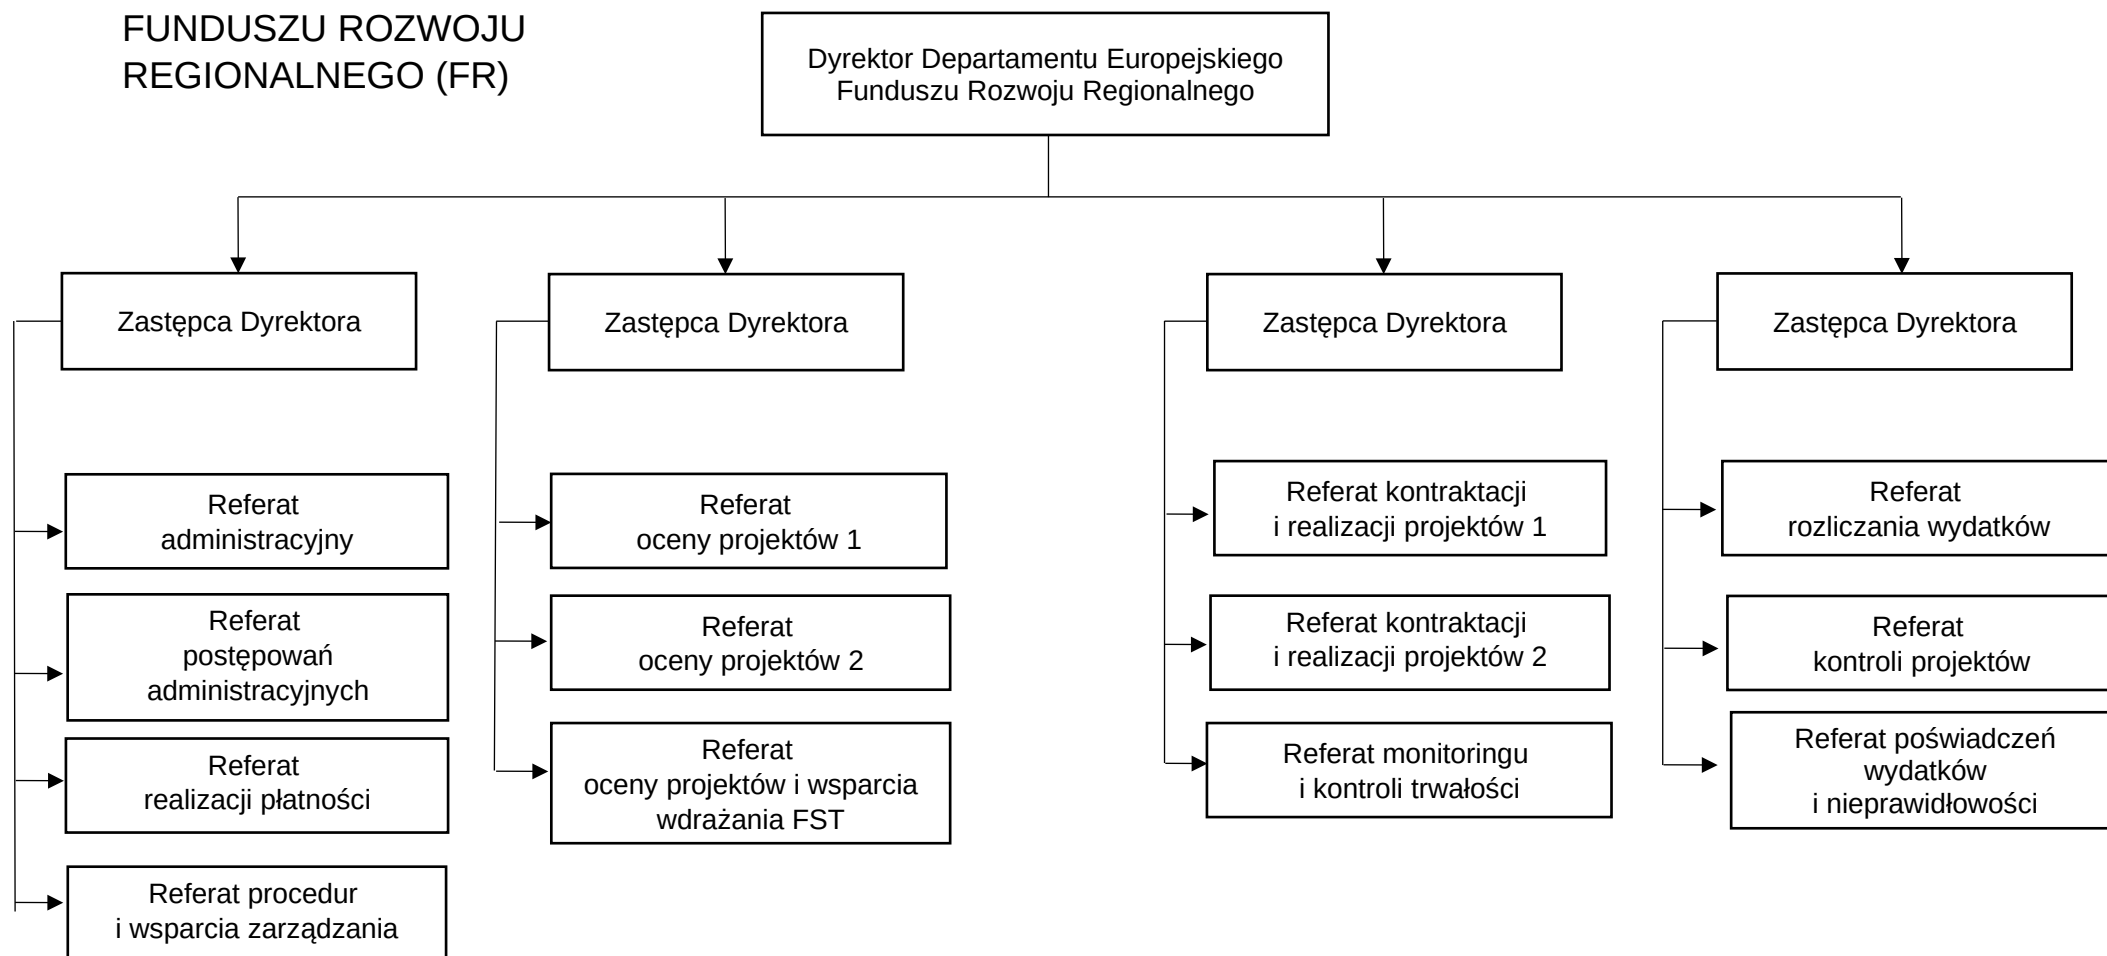 FUNDUSZU ROZWOJU
REGIONALNEGO (FR)
Dyrektor Departamentu Europejskiego
Funduszu Rozwoju Regionalnego
Zastępca Dyrektora
Zastępca Dyrektora
Zastępca Dyrektora
Zastępca Dyrektora
Referat
administracyjny
Referat
postępowań
administracyjnych
Referat
realizacji płatności
Referat procedur
i wsparcia zarządzania
Referat
oceny projektów 1
Referat
oceny projektów 2
Referat
oceny projektów i wsparcia
wdrażania FST
Referat kontraktacji
i realizacji projektów 1
Referat kontraktacji
i realizacji projektów 2
Referat monitoringu
i kontroli trwałości
Referat
rozliczania wydatków
Referat
kontroli projektów
Referat poświadczeń
wydatków
i nieprawidłowości